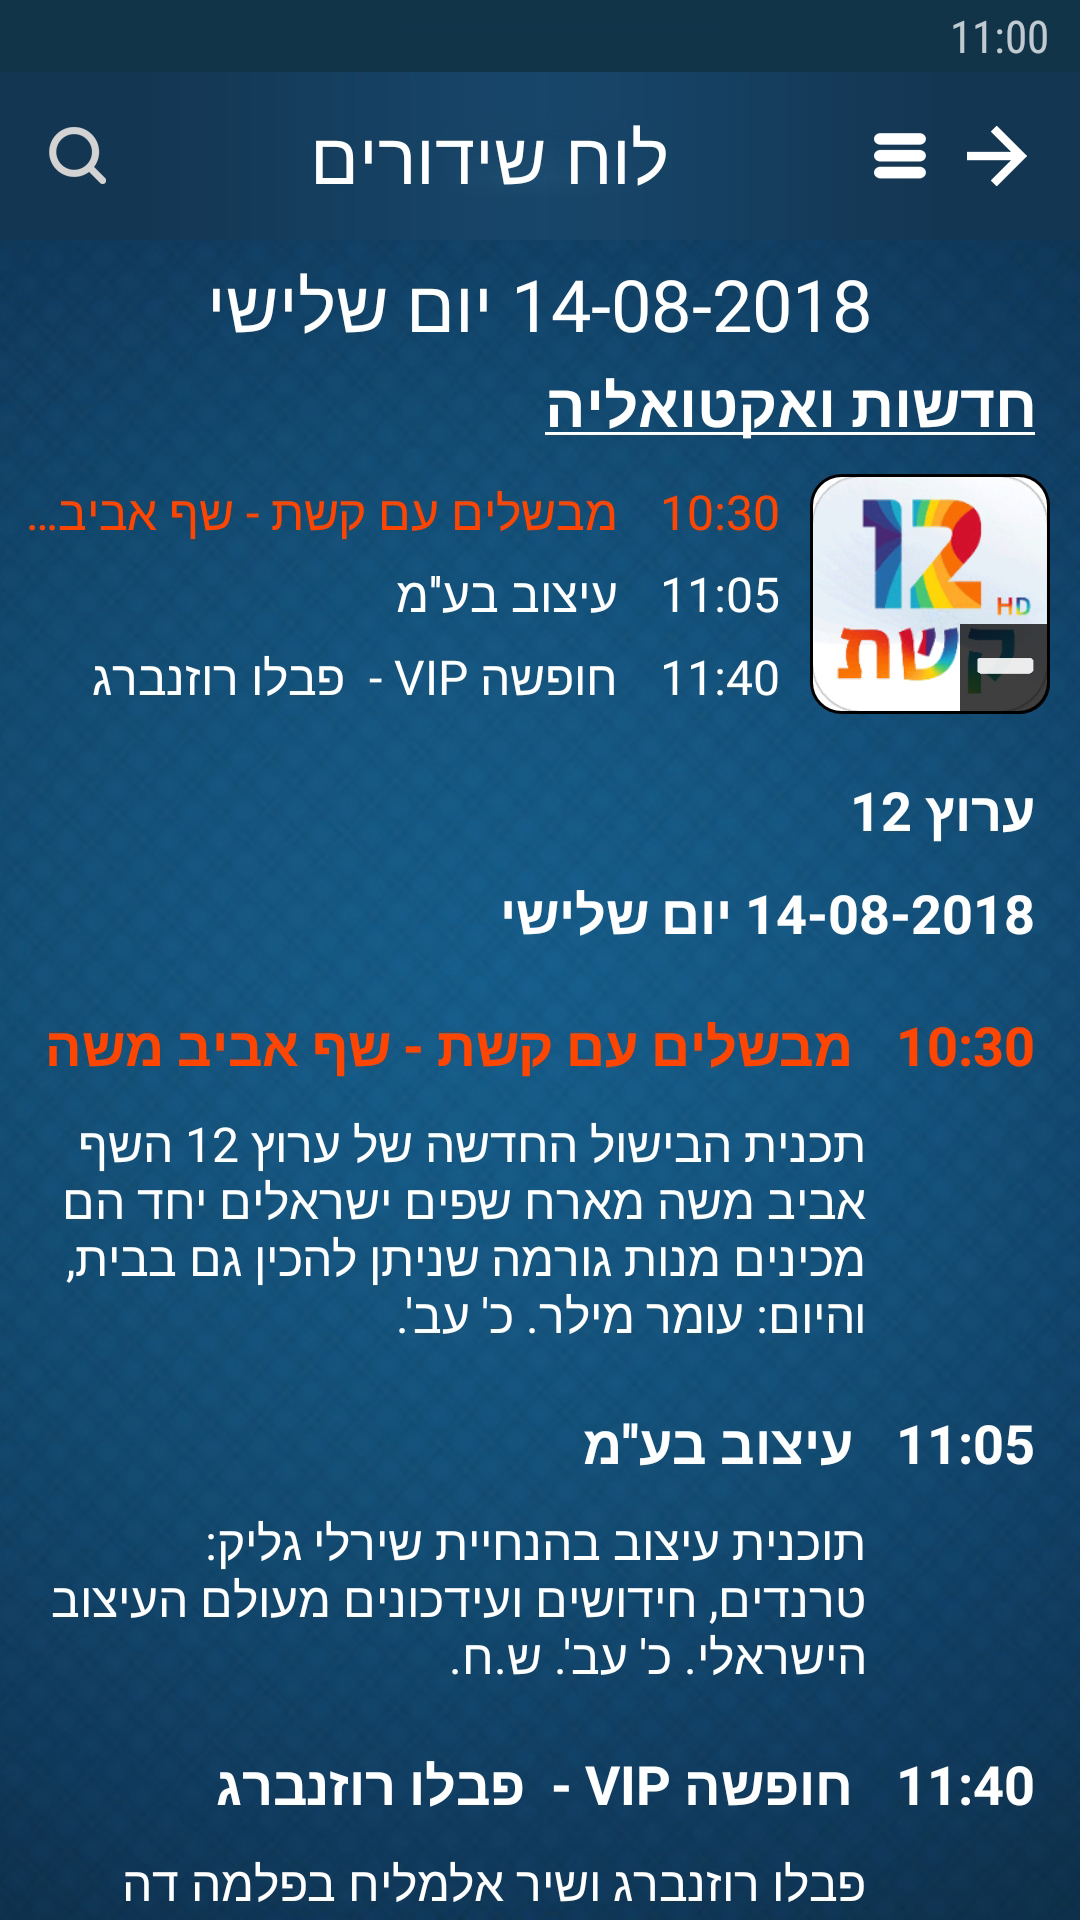 11:00
לוח שידורים
14-08-2018 יום שלישי
חדשות ואקטואליה
12
HD
קשת
10:30 מבשלים עם קשת - שף אביב...
11:05 עיצוב בע"מ
11:40 חופשה VIP - פבלו רוזנברג
ערוץ 12
14-08-2018 יום שלישי
10:30 מבשלים עם קשת - שף אביב משה
תכנית הבישול החדשה של ערוץ 12 השף
אביב משה מארח שפים ישראלים יחד הם
מכינים מנות גורמה שניתן להכין גם בבית,
והיום: עומר מילר. כ' עב'.
11:05 עיצוב בע"מ
תוכנית עיצוב בהנחיית שירלי גליק:
טרנדים, חידושים ועידכונים מעולם העיצוב
הישראלי. כ' עב'. ש.ח.
11:40 חופשה VIP - פבלו רוזנברג
פבלו רוזנברג ושיר אלמליח בפלמה דה